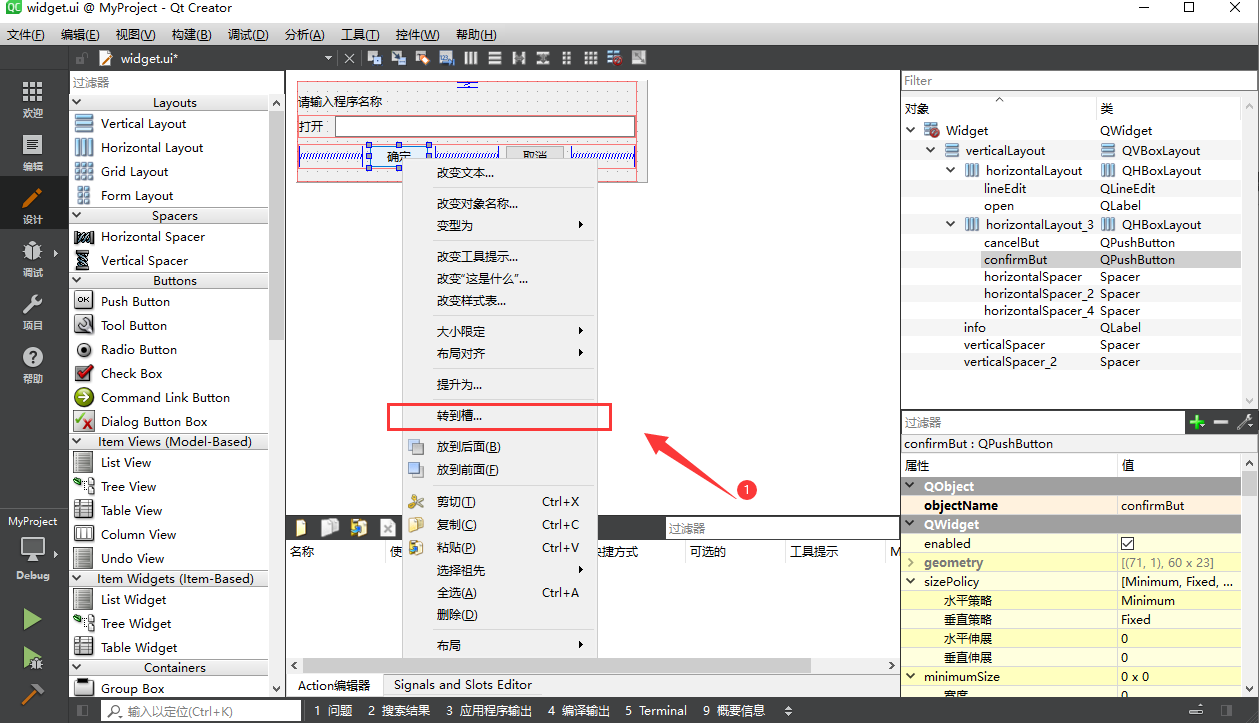 widget.ui @ MyProject - Qt Creator
文件(F) 编辑(E) 视图(V) 构建(B) 调试(D) 分析(A) 工具(T) 控件(W) 帮助(H)
widget.ui*
欢迎
编辑
设计
调试
项目
帮助
MyProject
Debug
过滤器
Layouts
Vertical Layout
Horizontal Layout
Grid Layout
Form Layout
Spacers
Horizontal Spacer
Vertical Spacer
Buttons
Push Button
Tool Button
Radio Button
Check Box
Command Link Button
Dialog Button Box
Item Views (Model-Based)
List View
Tree View
Table View
Column View
Undo View
Item Widgets (Item-Based)
List Widget
Tree Widget
Table Widget
Containers
Group Box
请输入程序名称
打开
确定 取消
改变文本...
改变对象名称...
变型为
改变工具提示...
改变“这是什么”...
改变样式表...
大小限定
布局对齐
提升为...
转到槽...
1
放到后面(B)
放到前面(F)
剪切(T) Ctrl+X
复制(C) Ctrl+C
粘贴(P) Ctrl+V
选择祖先
全选(A) Ctrl+A
删除(D)
布局
过滤器
名称 使 捷方式 可选的 工具提示 M
Action编辑器 Signals and Slots Editor
Filter
对象 类
Widget QWidget
verticalLayout QVBoxLayout
horizontalLayout QHBoxLayout
lineEdit QLineEdit
open QLabel
horizontalLayout_3 QHBoxLayout
cancelBut QPushButton
confirmBut QPushButton
horizontalSpacer Spacer
horizontalSpacer_2 Spacer
horizontalSpacer_4 Spacer
info QLabel
verticalSpacer Spacer
verticalSpacer_2 Spacer
过滤器
confirmBut : QPushButton
属性 值
QObject
objectName confirmBut
QWidget
enabled
geometry [(71, 1), 60 x 23]
sizePolicy [Minimum, Fixed, ...
水平策略 Minimum
垂直策略 Fixed
水平伸展 0
垂直伸展 0
minimumSize 0 x 0
宽度 0
输入以定位(Ctrl+K) 1 问题 2 搜索结果 3 应用程序输出 4 编译输出 5 Terminal 9 概要信息